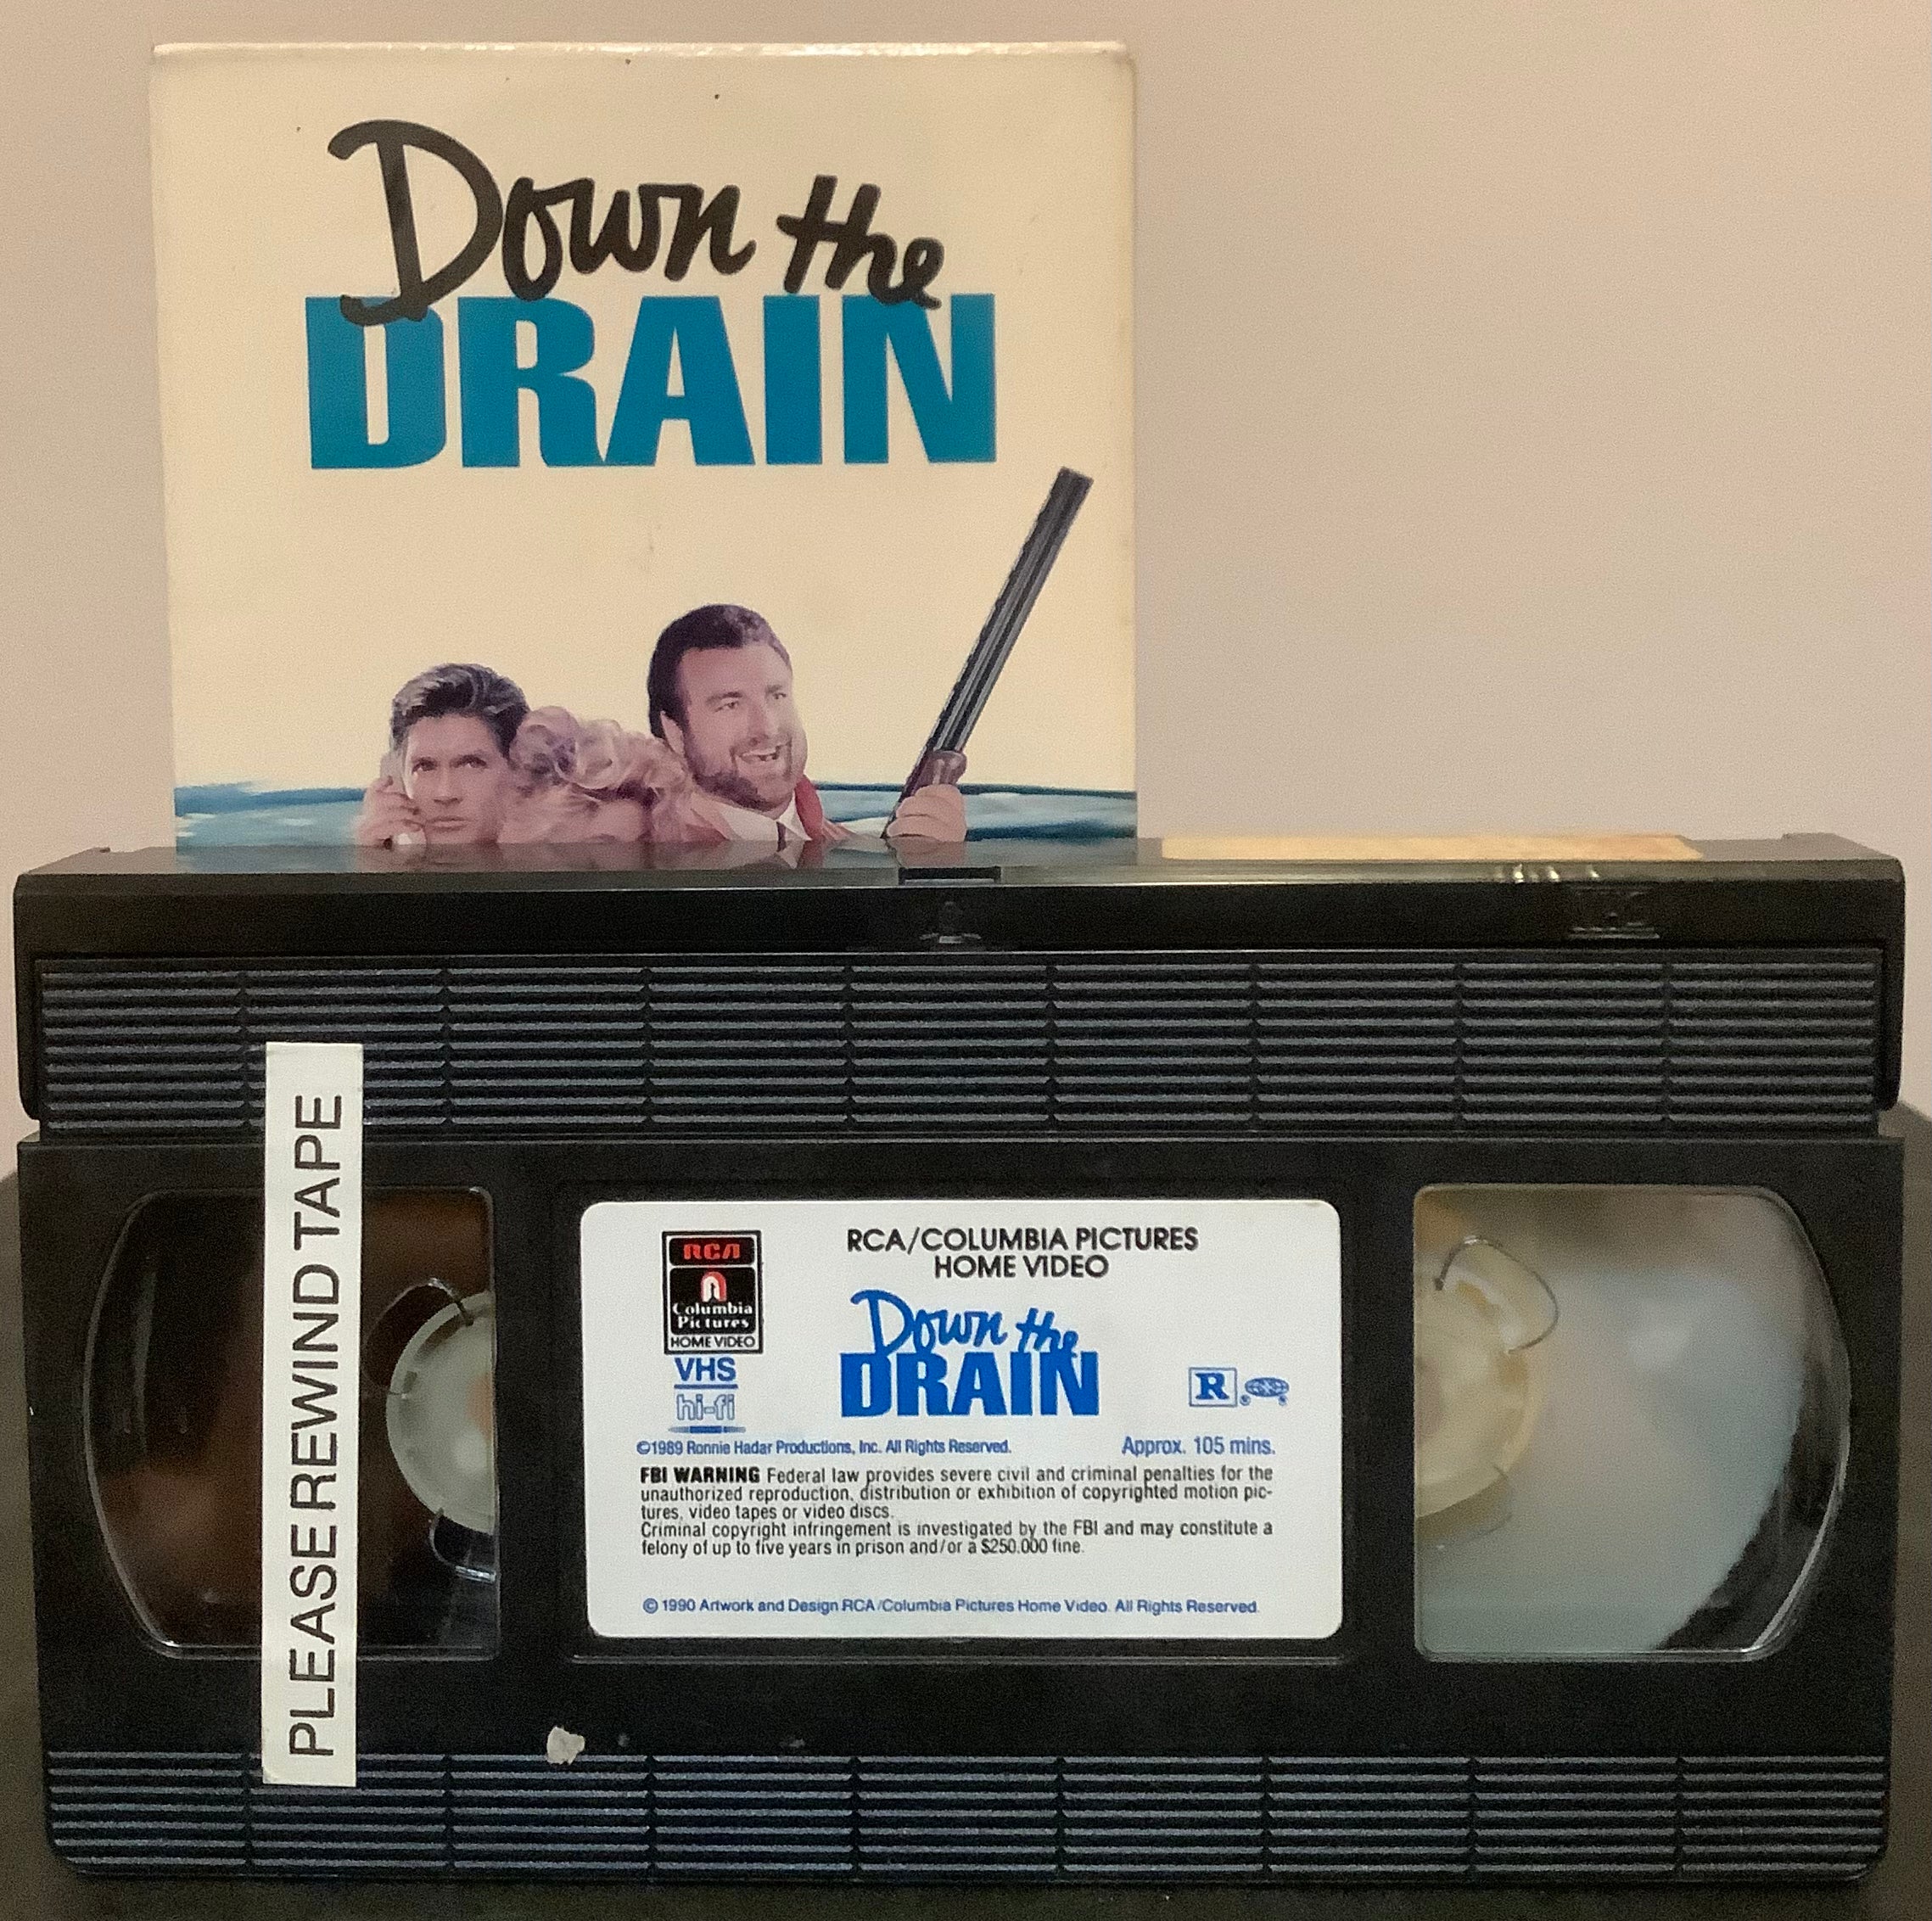 Down the
DRAIN
PLEASE REWIND TAPE
RCA
Columbia
Pictures
HOME VIDEO
VHS
hi-fi
RCA/COLUMBIA PICTURES
HOME VIDEO
Down the
DRAIN
R
©1989 Ronnie Hadar Productions, Inc. All Rights Reserved. Approx. 105 mins.
FBI WARNING Federal law provides severe civil and criminal penalties for the
unauthorized reproduction, distribution or exhibition of copyrighted motion pic-
tures, video tapes or video discs.
Criminal copyright infringement is investigated by the FBI and may constitute a
felony of up to five years in prison and/or a $250,000 fine.
© 1990 Artwork and Design RCA/Columbia Pictures Home Video. All Rights Reserved.